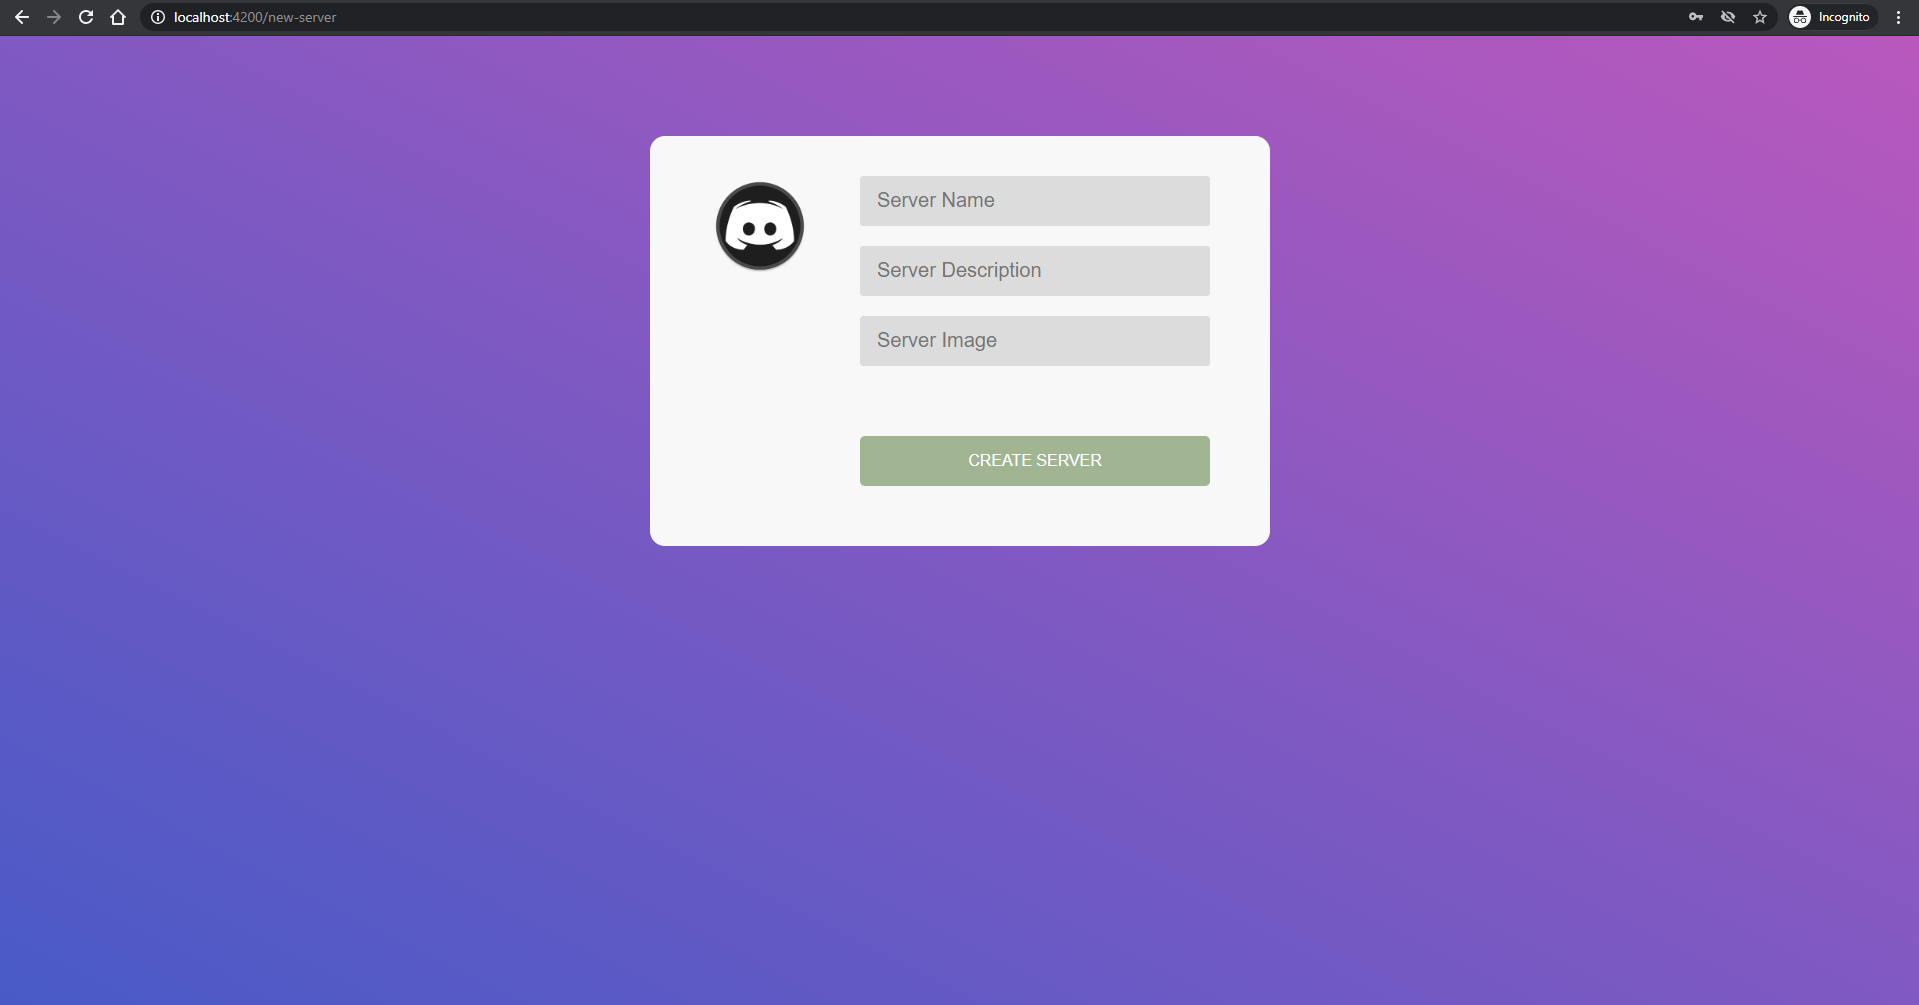 localhost:4200/new-server
Incognito
Server Name
Server Description
Server Image
CREATE SERVER